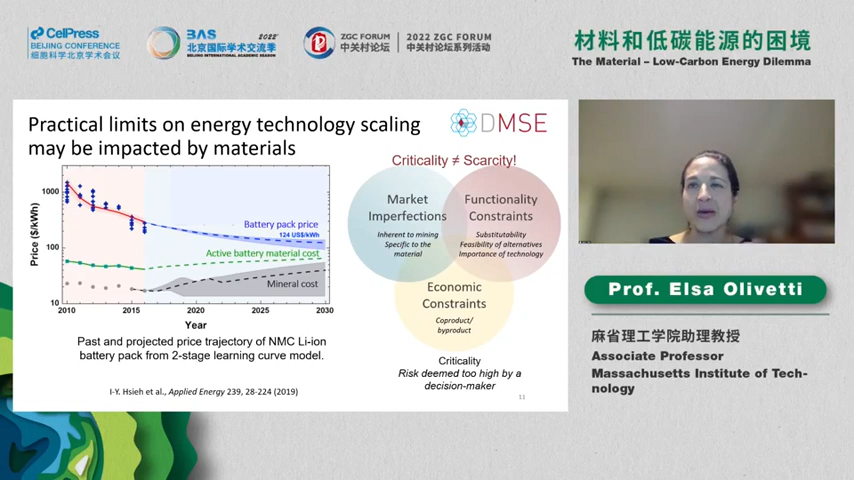 CellPress
BEIJING CONFERENCE
细胞科学北京学术会议
BAS 2022
北京国际学术交流季
BEIJING INTERNATIONAL ACADEMIC SEASON
ZGC FORUM
中关村论坛
2022 ZGC FORUM
中关村论坛系列活动
材料和低碳能源的困境
The Material – Low-Carbon Energy Dilemma
Practical limits on energy technology scaling
may be impacted by materials
DMSE
Criticality ≠ Scarcity!
Price ($/kWh)
1000
100
10
Battery pack price
124 US$/kWh
Active battery material cost
Mineral cost
2010 2015 2020 2025 2030
Year
Past and projected price trajectory of NMC Li-ion
battery pack from 2-stage learning curve model.
I-Y. Hsieh et al., Applied Energy 239, 28-224 (2019)
Market
Imperfections
Inherent to mining
Specific to the
material
Functionality
Constraints
Substitutability
Feasibility of alternatives
Importance of technology
Economic
Constraints
Coproduct/
byproduct
Criticality
Risk deemed too high by a
decision-maker
11
Prof. Elsa Olivetti
麻省理工学院助理教授
Associate Professor
Massachusetts Institute of Tech-
nology